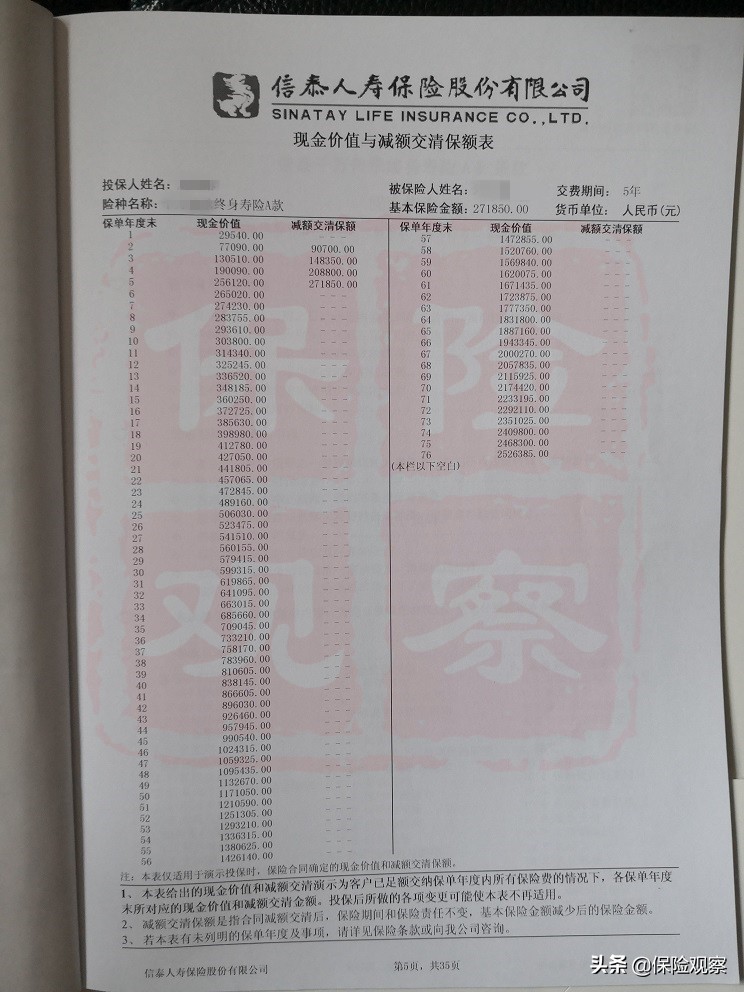 信泰人寿保险股份有限公司
SINATAY LIFE INSURANCE CO.,LTD.
现金价值与减额交清保额表
投保人姓名：
被保险人姓名：
交费期间： 5年
险种名称： 终身寿险A款
基本保险金额：271850.00
货币单位： 人民币(元)
保单年度末 现金价值 减额交清保额
1 29540.00
2 77090.00 90700.00
3 130510.00 148350.00
4 190090.00 208800.00
5 256120.00 271850.00
6 265020.00 ---
7 274230.00 ---
8 283755.00 ---
9 293610.00 ---
10 303800.00 ---
11 314340.00 ---
12 325245.00 ---
13 336520.00 ---
14 348185.00 ---
15 360250.00 ---
16 372725.00 ---
17 385630.00 ---
18 398980.00 ---
19 412780.00 ---
20 427050.00 ---
21 441805.00 ---
22 457065.00 ---
23 472845.00 ---
24 489160.00 ---
25 506030.00 ---
26 523475.00 ---
27 541510.00 ---
28 560155.00 ---
29 579415.00 ---
30 599315.00 ---
31 619865.00 ---
32 641095.00 ---
33 663015.00 ---
34 685660.00 ---
35 709045.00 ---
36 733210.00 ---
37 758170.00 ---
38 783960.00 ---
39 810605.00 ---
40 838145.00 ---
41 866605.00 ---
42 896030.00 ---
43 926460.00 ---
44 957945.00 ---
45 990540.00 ---
46 1024315.00 ---
47 1059325.00 ---
48 1095435.00 ---
49 1132670.00 ---
50 1171050.00 ---
51 1210590.00 ---
52 1251305.00 ---
53 1293210.00 ---
54 1336315.00 ---
55 1380625.00 ---
56 1426140.00 ---
保单年度末 现金价值 减额交清保额
57 1472855.00 ---
58 1520760.00 ---
59 1569840.00 ---
60 1620075.00 ---
61 1671435.00 ---
62 1723875.00 ---
63 1777350.00 ---
64 1831800.00 ---
65 1887160.00 ---
66 1943345.00 ---
67 2000270.00 ---
68 2057835.00 ---
69 2115925.00 ---
70 2174420.00 ---
71 2233195.00 ---
72 2292110.00 ---
73 2351025.00 ---
74 2409800.00 ---
75 2468300.00 ---
76 2526385.00 ---
(本栏以下空白)
保险
观察
注：本表仅适用于演示投保时，保险合同确定的现金价值和减额交清保额。
1、本表给出的现金价值和减额交清演示为客户已足额交纳保单年度内所有保险费的情况下，各保单年度
末所对应的现金价值和减额交清金额。投保后所做的各项变更可能使本表不再适用。
2、减额交清保额是指合同减额交清后，保险期间和保险责任不变，基本保险金额减少后的保险金额。
3、若本表有未列明的保单年度及事项，请详见保险条款或向我公司咨询。
信泰人寿保险股份有限公司
第5页，共35页
头条 @保险观察